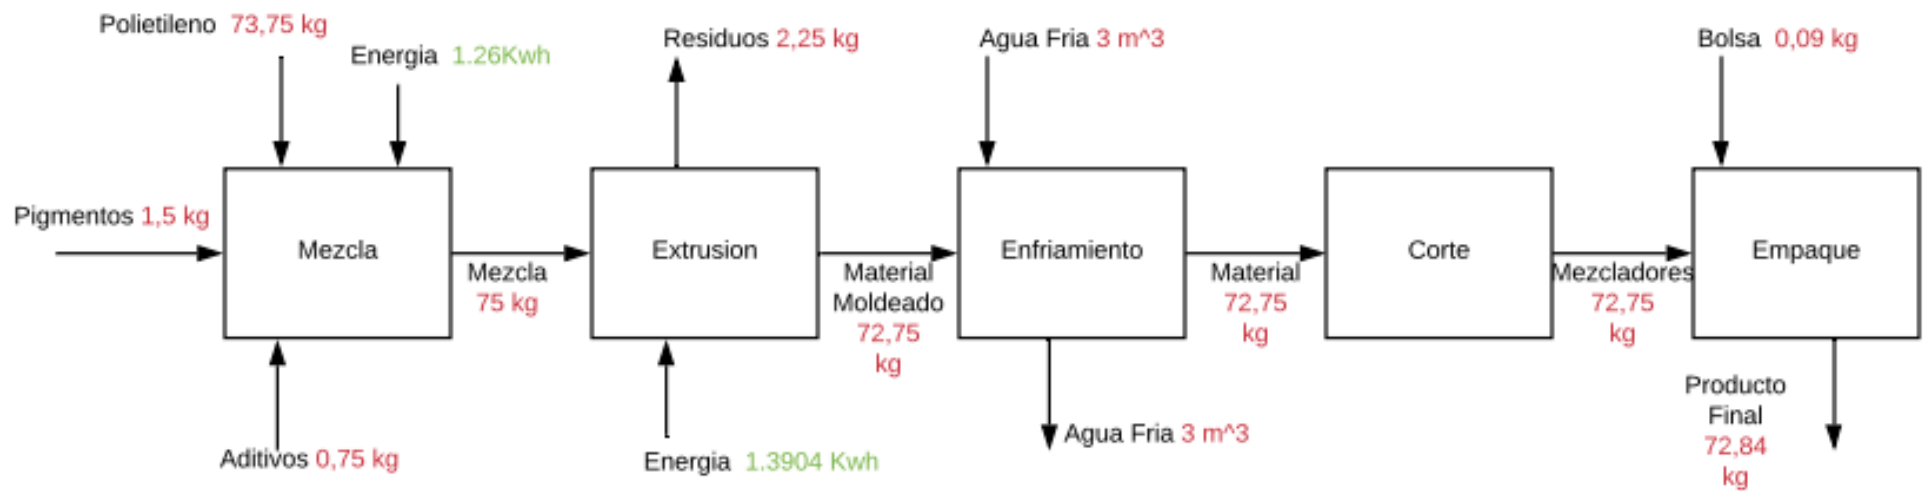 Polietileno 73,75 kg
Energia 1.26Kwh
Residuos 2,25 kg
Agua Fria 3 m^3
Bolsa 0,09 kg
Pigmentos 1,5 kg
Mezcla
Extrusion
Enfriamiento
Corte
Empaque
Mezcla
75 kg
Material
Moldeado
72,75
kg
Material
72,75
kg
Mezcladores
72,75
kg
Aditivos 0,75 kg
Energia 1.3904 Kwh
Agua Fria 3 m^3
Producto
Final
72,84
kg